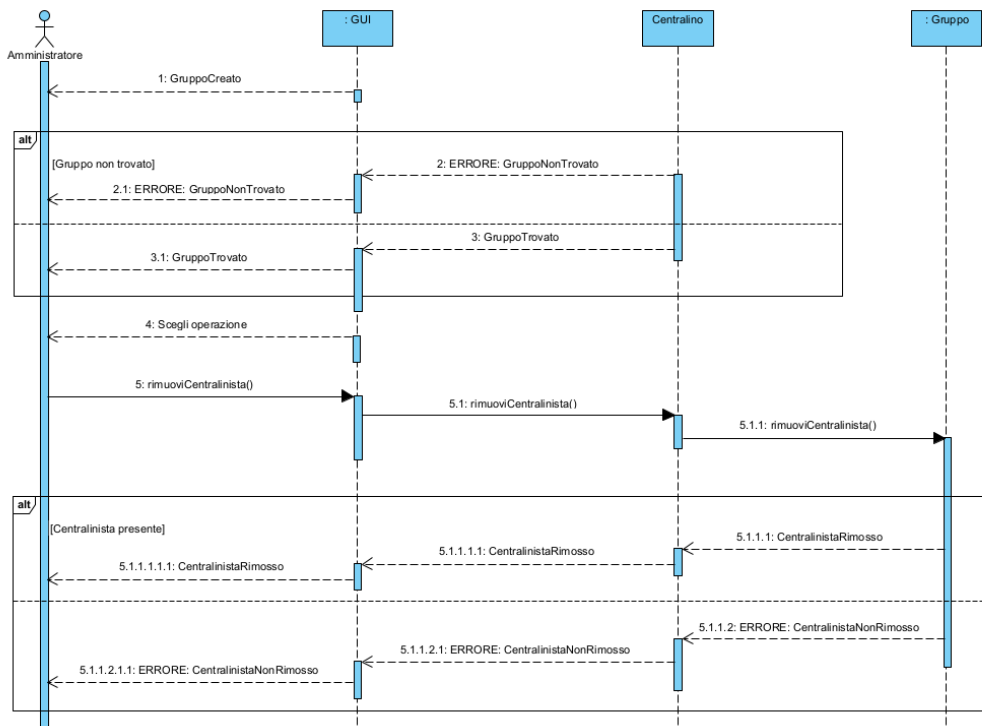 : GUI
Centralino
: Gruppo
Amministratore
1: GruppoCreato
alt
[Gruppo non trovato]
2: ERRORE: GruppoNonTrovato
2.1: ERRORE: GruppoNonTrovato
3: GruppoTrovato
3.1: GruppoTrovato
4: Scegli operazione
5: rimuoviCentralinista()
5.1: rimuoviCentralinista()
5.1.1: rimuoviCentralinista()
alt
[Centralinista presente]
5.1.1.1: CentralinistaRimosso
5.1.1.1.1: CentralinistaRimosso
5.1.1.1.1.1: CentralinistaRimosso
5.1.1.2: ERRORE: CentralinistaNonRimosso
5.1.1.2.1: ERRORE: CentralinistaNonRimosso
5.1.1.2.1.1: ERRORE: CentralinistaNonRimosso